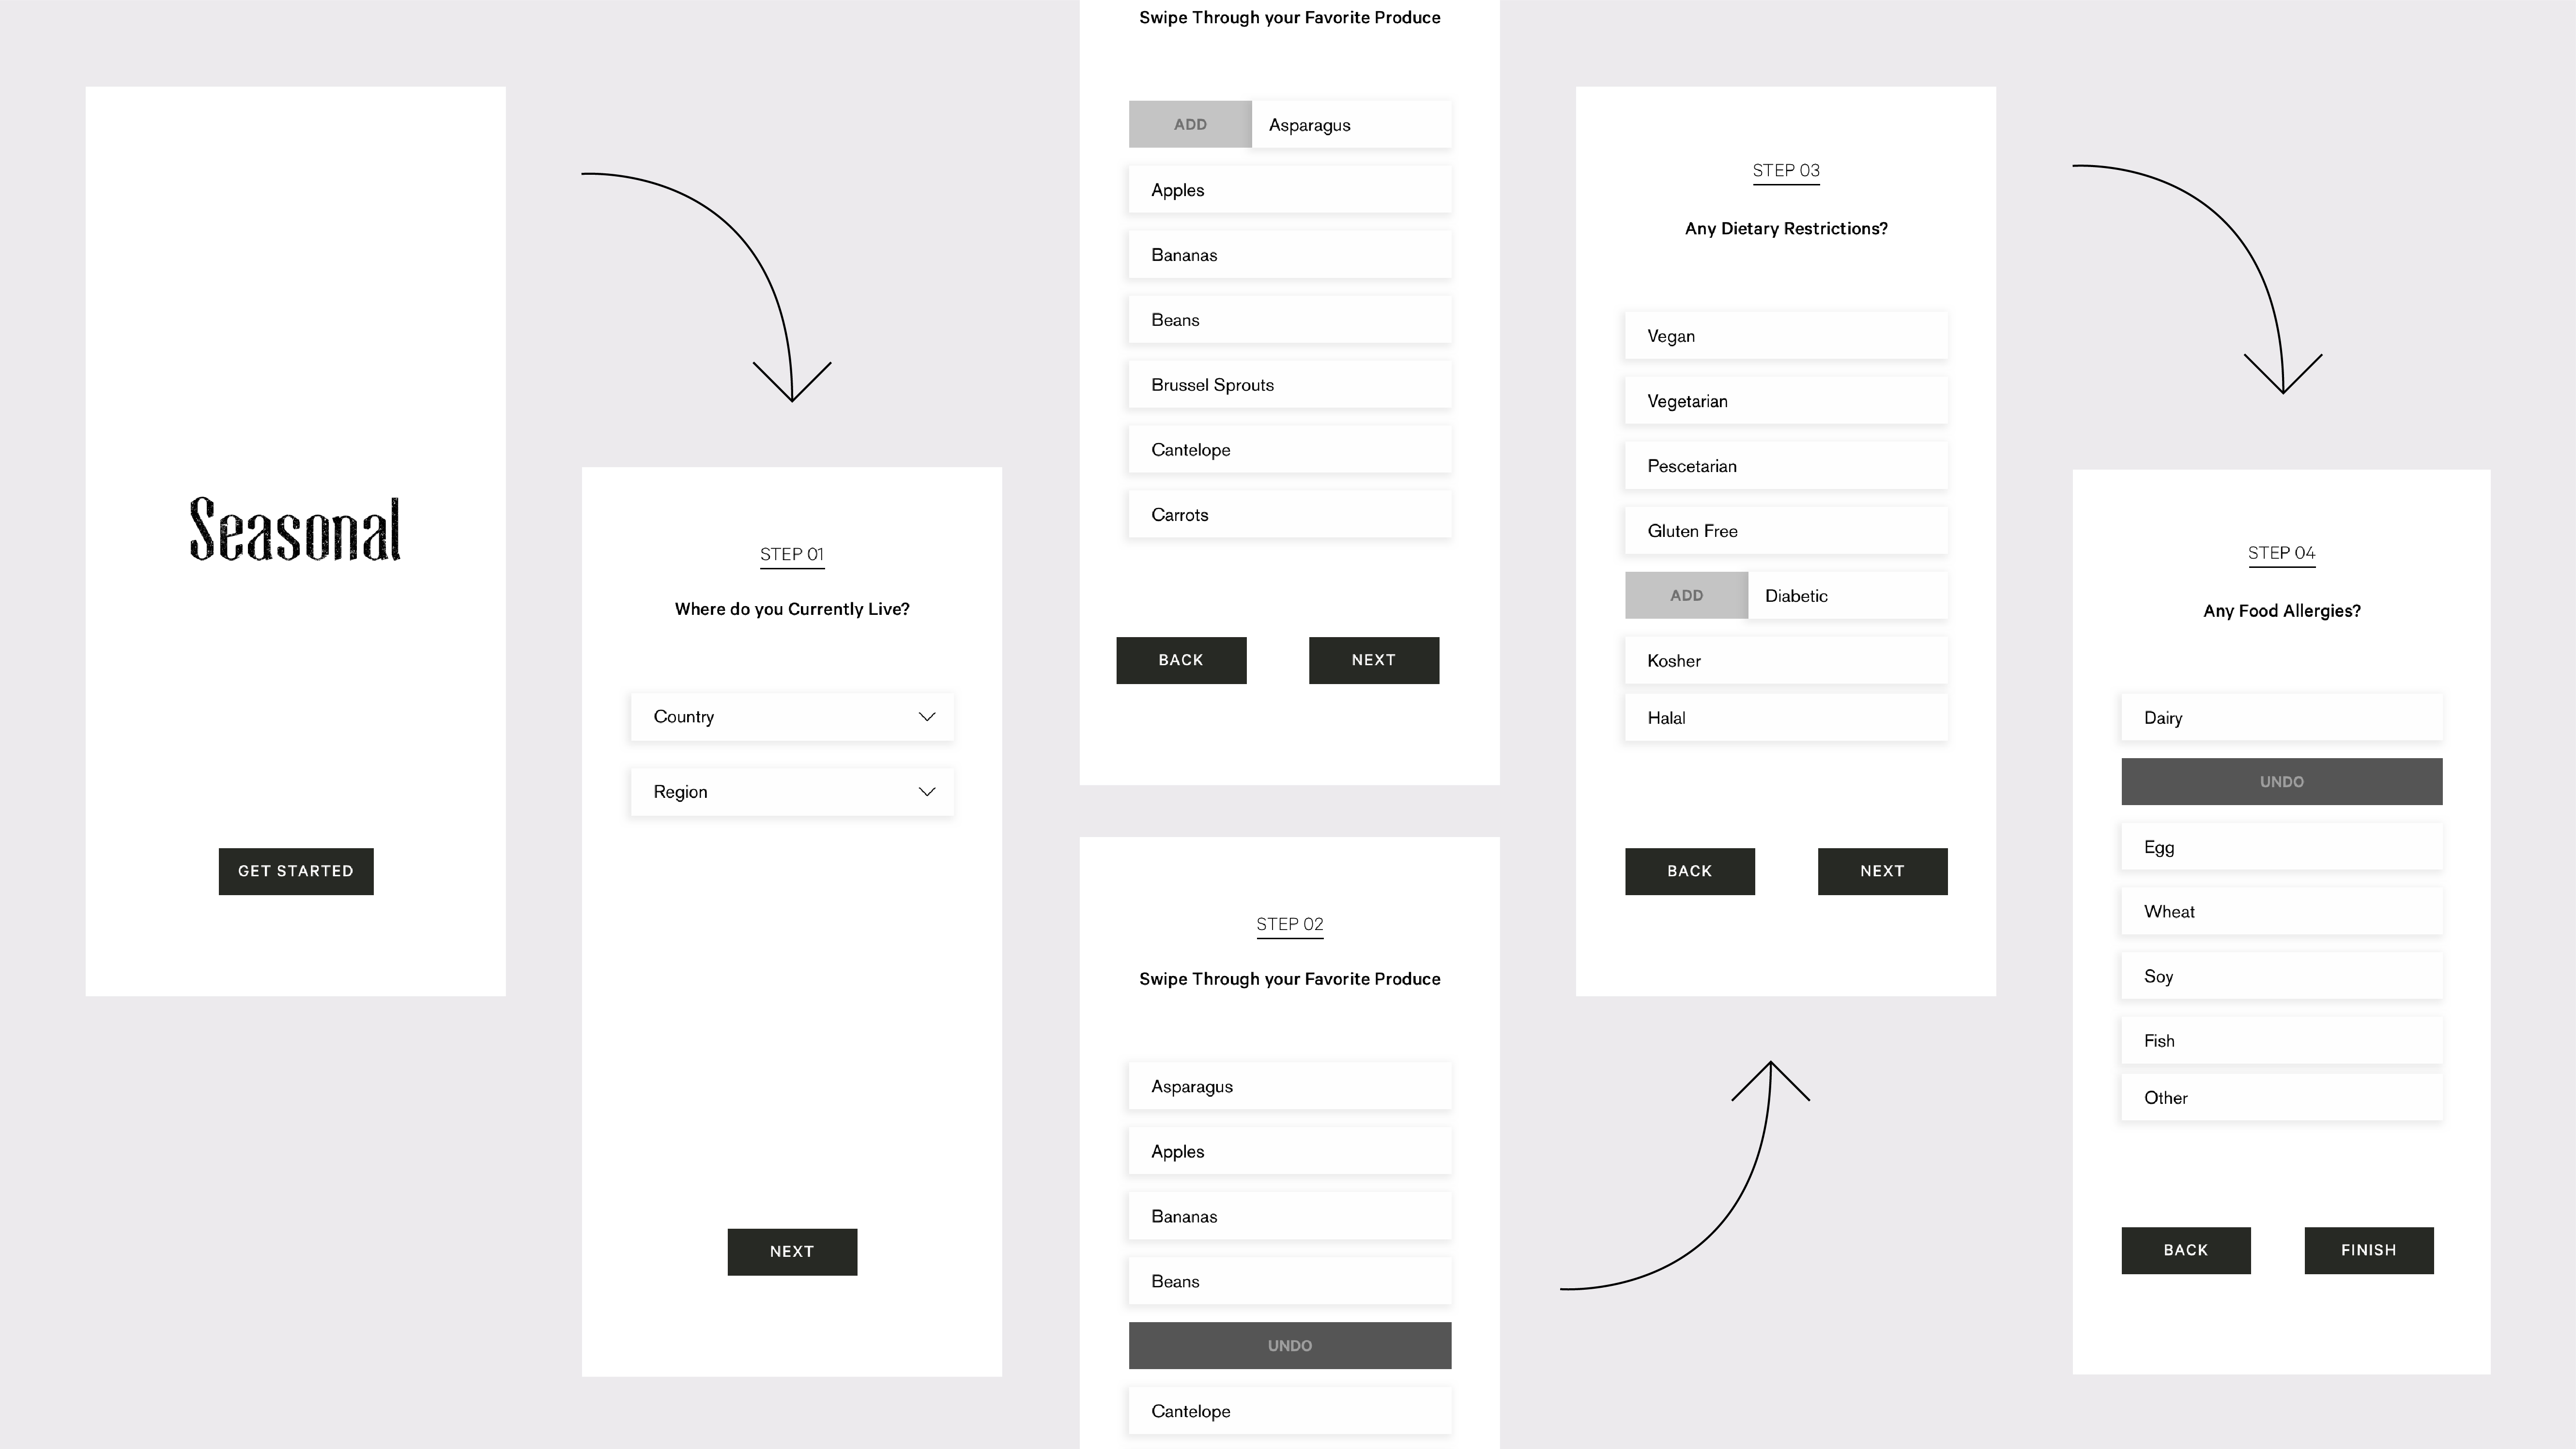 Seasonal
GET STARTED
STEP 01
Where do you Currently Live?
Country
Region
NEXT
Swipe Through your Favorite Produce
ADD
Asparagus
Apples
Bananas
Beans
Brussel Sprouts
Cantelope
Carrots
BACK
NEXT
STEP 02
Swipe Through your Favorite Produce
Asparagus
Apples
Bananas
Beans
UNDO
Cantelope
STEP 03
Any Dietary Restrictions?
Vegan
Vegetarian
Pescetarian
Gluten Free
ADD
Diabetic
Kosher
Halal
BACK
NEXT
STEP 04
Any Food Allergies?
Dairy
UNDO
Egg
Wheat
Soy
Fish
Other
BACK
FINISH